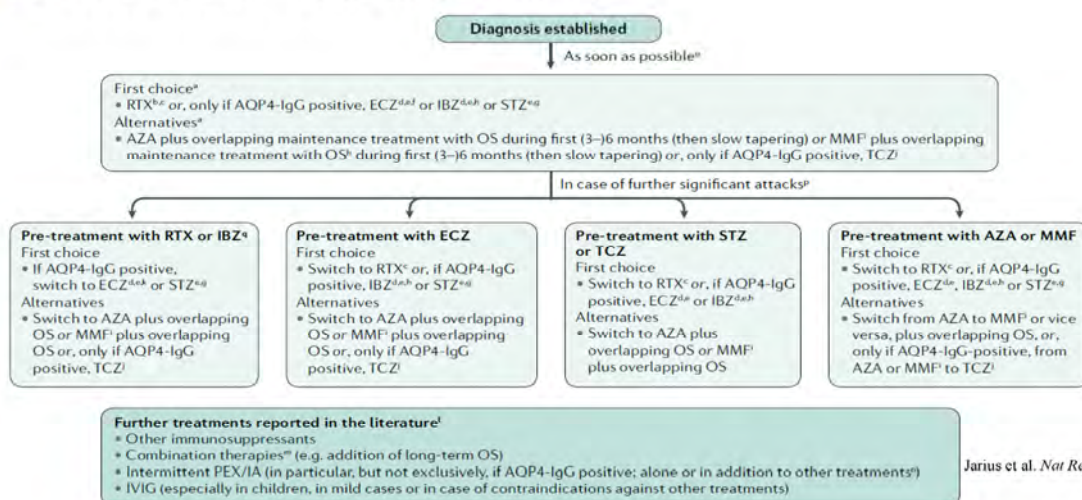 Diagnosis established
As soon as possibleᵒ
First choiceᵃ
• RTXᵇ,ᶜ or, only if AQP4-IgG positive, ECZᵈ,ᵉ,ᶠ or IBZᵈ,ᵉ,ʰ or STZᵉ,ᵍ
Alternativesᵃ
• AZA plus overlapping maintenance treatment with OS during first (3–)6 months (then slow tapering) or MMFⁱ plus overlapping
maintenance treatment with OSᵏ during first (3–)6 months (then slow tapering) or, only if AQP4-IgG positive, TCZʲ
In case of further significant attacksᵖ
Pre-treatment with RTX or IBZ
First choice
• If AQP4-IgG positive,
switch to ECZᵈ,ᵉ,ᵏ or STZᵉ,ᵍ
Alternatives
• Switch to AZA plus overlapping
OS or MMFⁱ plus overlapping
OS or, only if AQP4-IgG
positive, TCZʲ
Pre-treatment with ECZ
First choice
• Switch to RTXᶜ or, if AQP4-IgG
positive, IBZᵈ,ᵉ,ʰ or STZᵉ,ᵍ
Alternatives
• Switch to AZA plus overlapping
OS or MMFⁱ plus overlapping
OS or, only if AQP4-IgG
positive, TCZʲ
Pre-treatment with STZ
or TCZ
First choice
• Switch to RTXᶜ or, if AQP4-IgG
positive, ECZᵈ,ᵉ or IBZᵈ,ᵉ,ʰ
Alternatives
• Switch to AZA plus
overlapping OS or MMFⁱ
plus overlapping OS
Pre-treatment with AZA or MMF
First choice
• Switch to RTXᶜ or, if AQP4-IgG
positive, ECZᵈ,ᵉ, IBZᵈ,ᵉ,ʰ or STZᵉ,ᵍ
Alternatives
• Switch from AZA to MMFⁱ or vice
versa, plus overlapping OS, or,
only if AQP4-IgG-positive, from
AZA or MMFⁱ to TCZʲ
Further treatments reported in the literatureˡ
• Other immunosuppressants
• Combination therapiesᵐ (e.g. addition of long-term OS)
• Intermittent PEX/IA (in particular, but not exclusively, if AQP4-IgG positive; alone or in addition to other treatmentsⁿ)
• IVIG (especially in children, in mild cases or in case of contraindications against other treatments)
Jarius et al. Nat Re